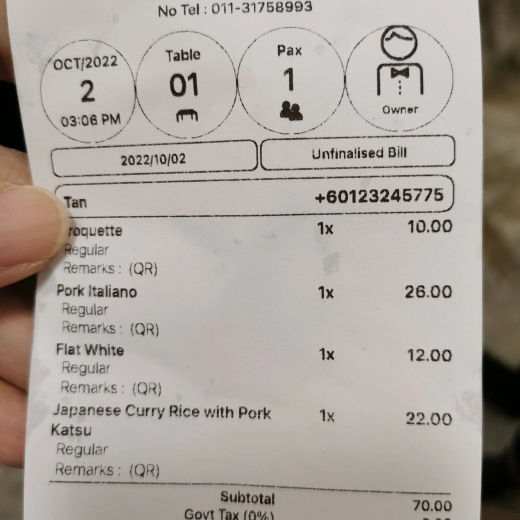 No Tel : 011-31758993
OCT/2022
2
03:06 PM
Table
01
Pax
1
Owner
2022/10/02
Unfinalised Bill
Tan +60123245775
roquette 1x 10.00
Regular
Remarks : (QR)
Pork Italiano 1x 26.00
Regular
Remarks : (QR)
Flat White 1x 12.00
Regular
Remarks : (QR)
Japanese Curry Rice with Pork 1x 22.00
Katsu
Regular
Remarks : (QR)
Subtotal 70.00
Govt Tax (0%)